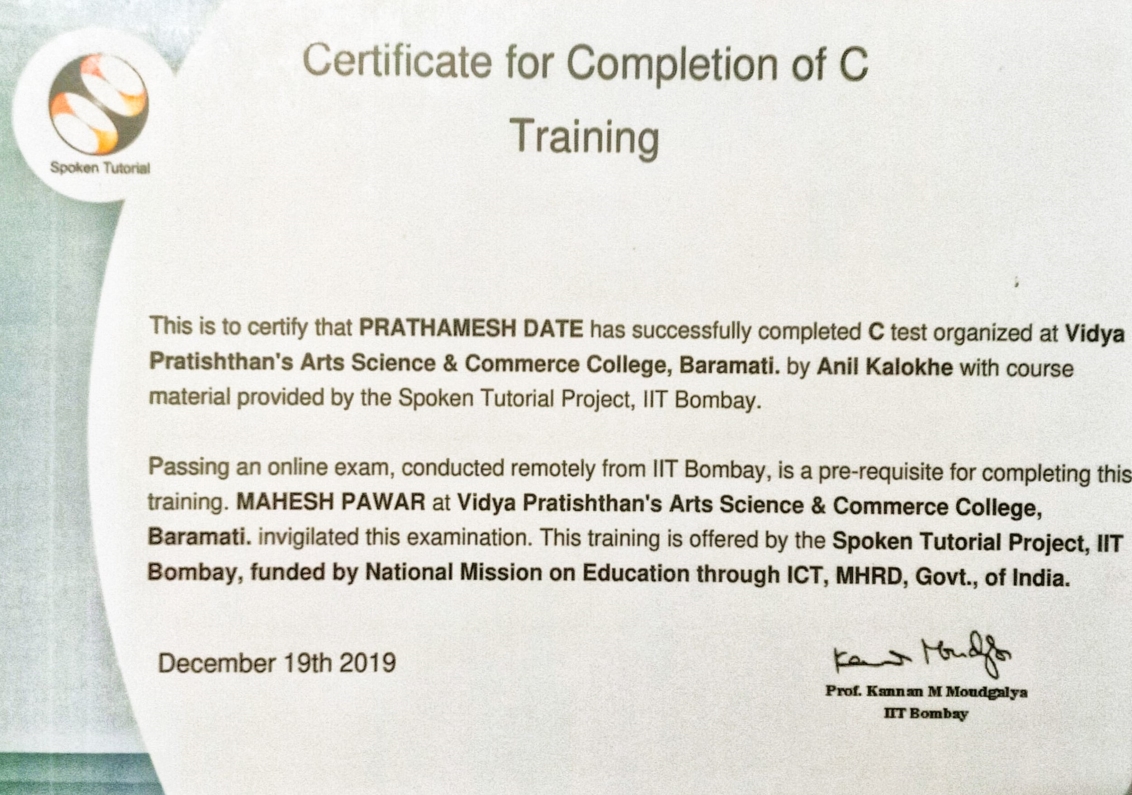 Certificate for Completion of C
Training
Spoken Tutorial
This is to certify that PRATHAMESH DATE has successfully completed C test organized at Vidya
Pratishthan's Arts Science & Commerce College, Baramati. by Anil Kalokhe with course
material provided by the Spoken Tutorial Project, IIT Bombay.
Passing an online exam, conducted remotely from IIT Bombay, is a pre-requisite for completing this
training. MAHESH PAWAR at Vidya Pratishthan's Arts Science & Commerce College,
Baramati. invigilated this examination. This training is offered by the Spoken Tutorial Project, IIT
Bombay, funded by National Mission on Education through ICT, MHRD, Govt., of India.
December 19th 2019
Prof. Kannan M Moudgalya
IIT Bombay